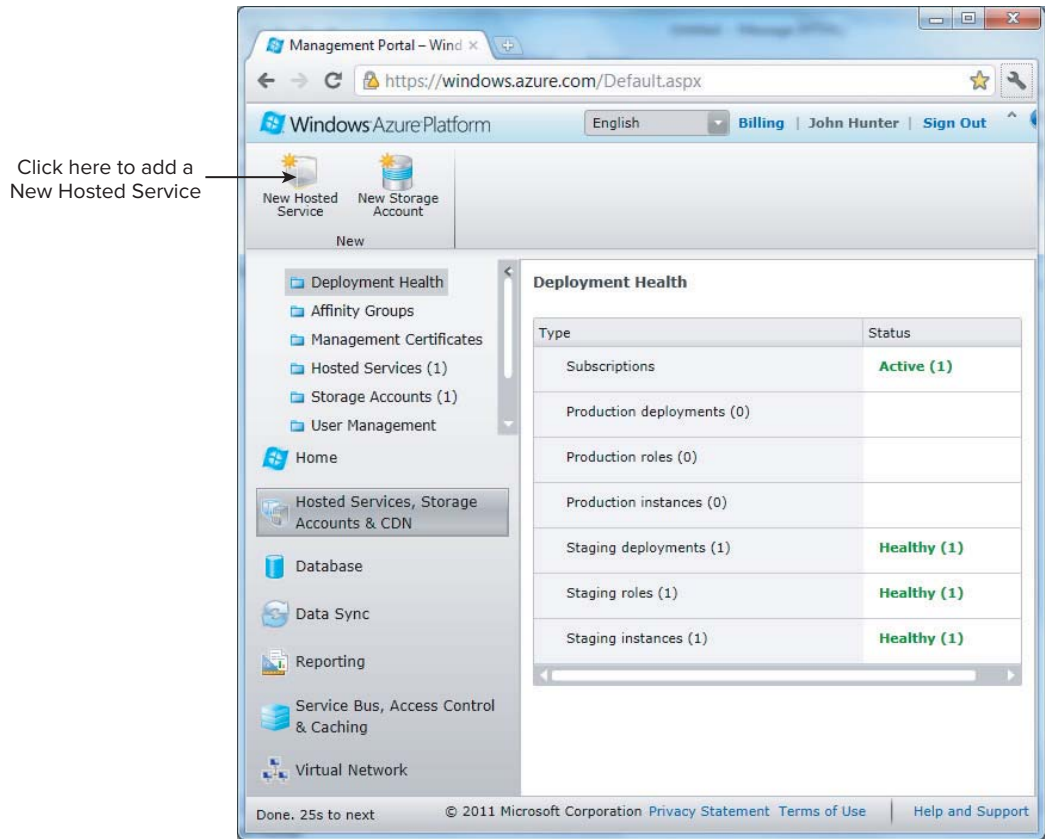 Management Portal – Wind
https://windows.azure.com/Default.aspx
Windows Azure Platform
English
Billing | John Hunter | Sign Out
Click here to add a
New Hosted Service
New Hosted
Service
New Storage
Account
New
Deployment Health
Affinity Groups
Management Certificates
Hosted Services (1)
Storage Accounts (1)
User Management
Home
Hosted Services, Storage
Accounts & CDN
Database
Data Sync
Reporting
Service Bus, Access Control
& Caching
Virtual Network
Deployment Health
Type Status
Subscriptions Active (1)
Production deployments (0)
Production roles (0)
Production instances (0)
Staging deployments (1) Healthy (1)
Staging roles (1) Healthy (1)
Staging instances (1) Healthy (1)
Done. 25s to next © 2011 Microsoft Corporation Privacy Statement Terms of Use | Help and Support